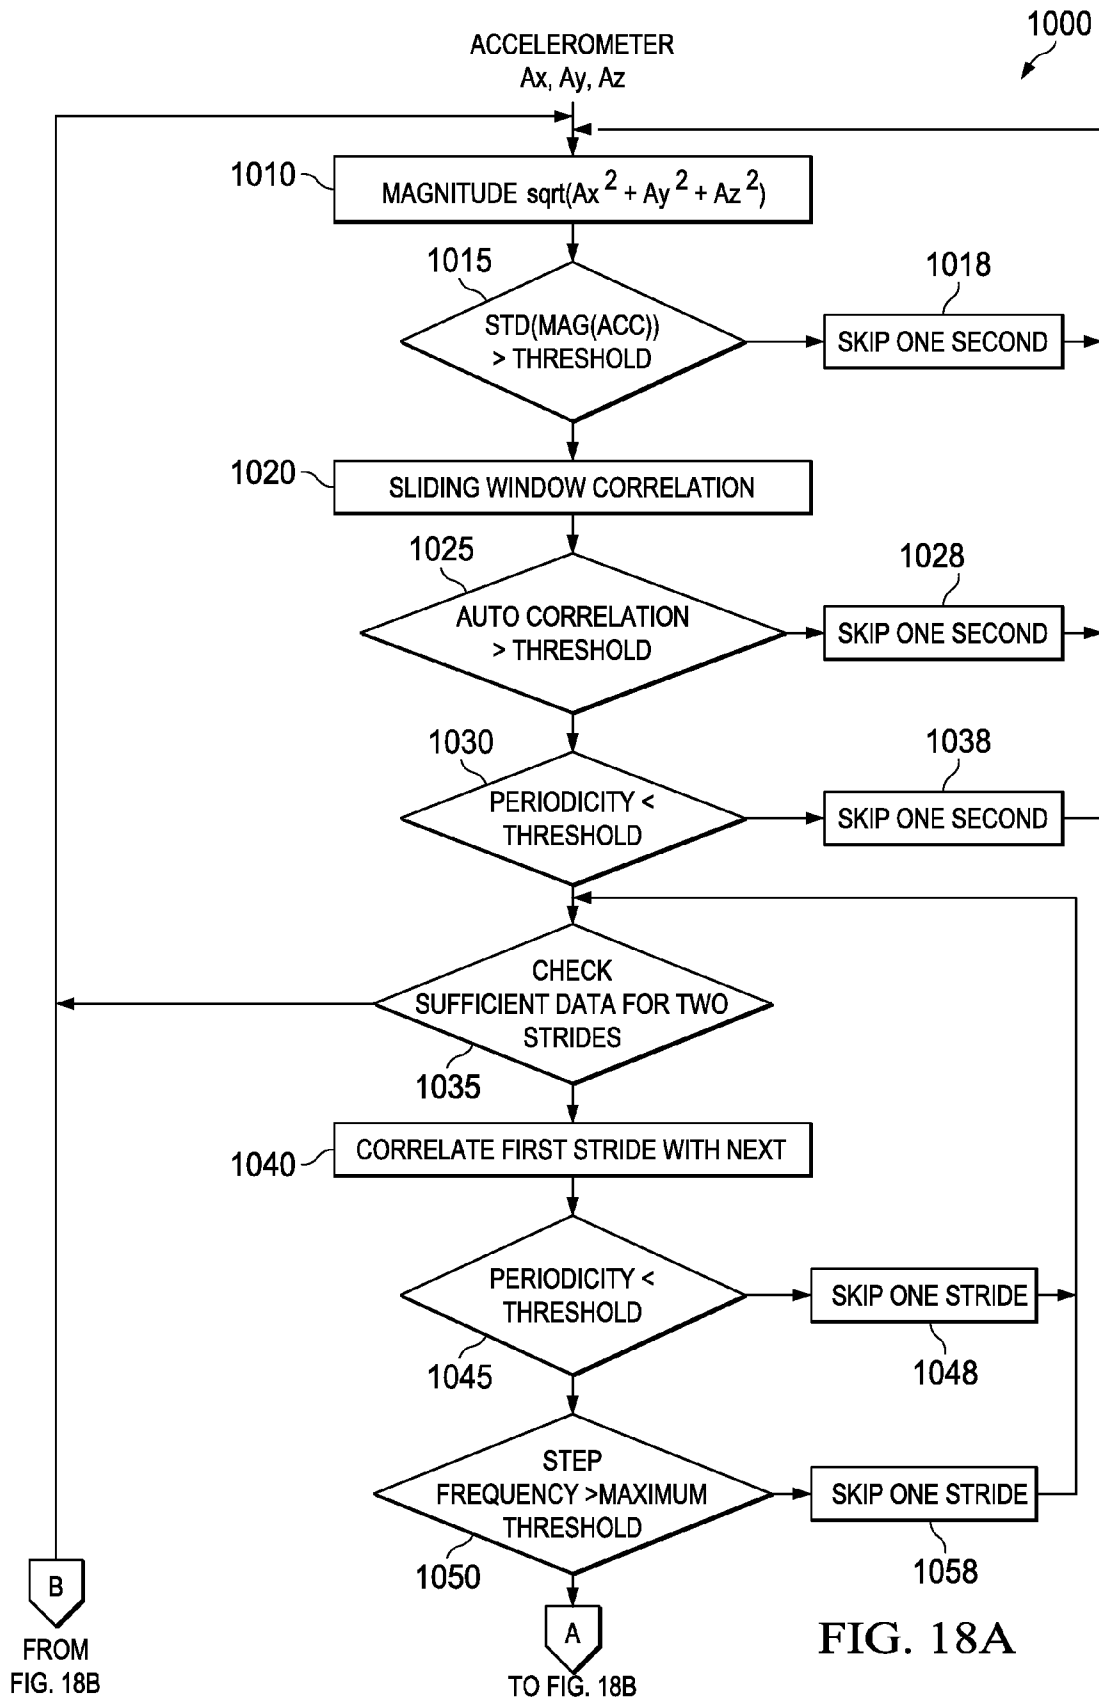 1000
ACCELEROMETER
Ax, Ay, Az
1010
MAGNITUDE sqrt(Ax 2 + Ay 2 + Az 2)
1015
STD(MAG(ACC))
> THRESHOLD
1018
SKIP ONE SECOND
1020
SLIDING WINDOW CORRELATION
1025
AUTO CORRELATION
> THRESHOLD
1028
SKIP ONE SECOND
1030
PERIODICITY <
THRESHOLD
1038
SKIP ONE SECOND
CHECK
SUFFICIENT DATA FOR TWO
STRIDES
1035
1040
CORRELATE FIRST STRIDE WITH NEXT
PERIODICITY <
THRESHOLD
1045
SKIP ONE STRIDE
1048
STEP
FREQUENCY >MAXIMUM
THRESHOLD
1050
SKIP ONE STRIDE
1058
B
FROM
FIG. 18B
A
TO FIG. 18B
FIG. 18A